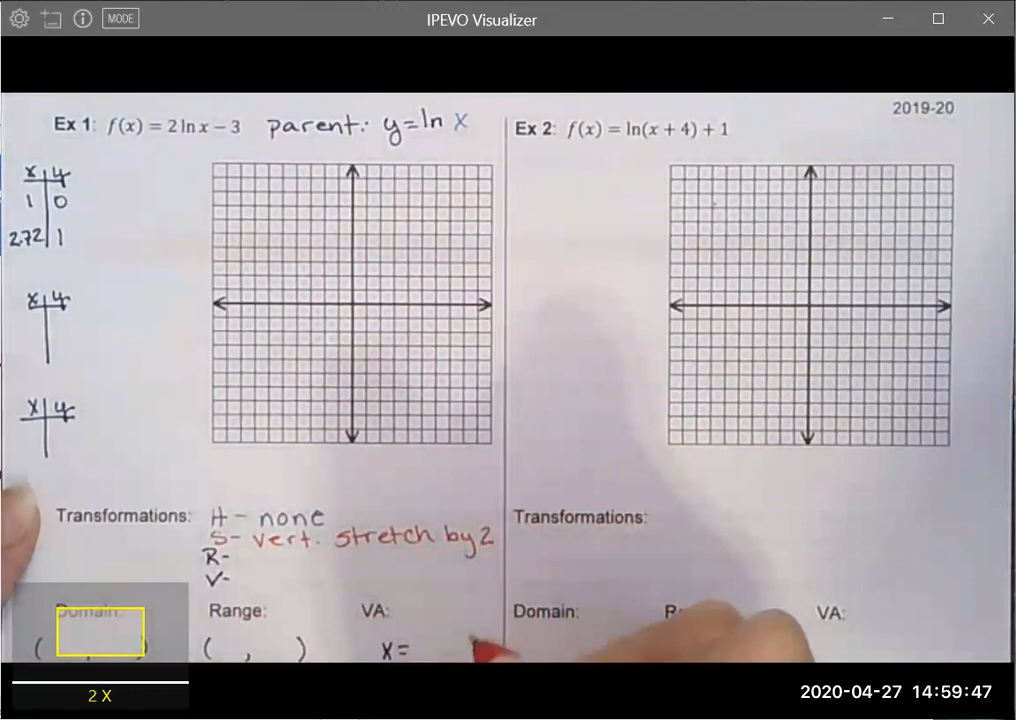 IPEVO Visualizer
MODE
2019-20
Ex 1: f(x) = 2 ln x − 3 parent: y = ln x
x y
1 0
2.72 1
x y
x y
Transformations: H - none
S - vert. stretch by 2
R -
V -
Domain: Range: VA:
( , ) ( , ) x =
Ex 2: f(x) = ln(x + 4) + 1
Transformations:
Domain: VA:
2 X
2020-04-27 14:59:47